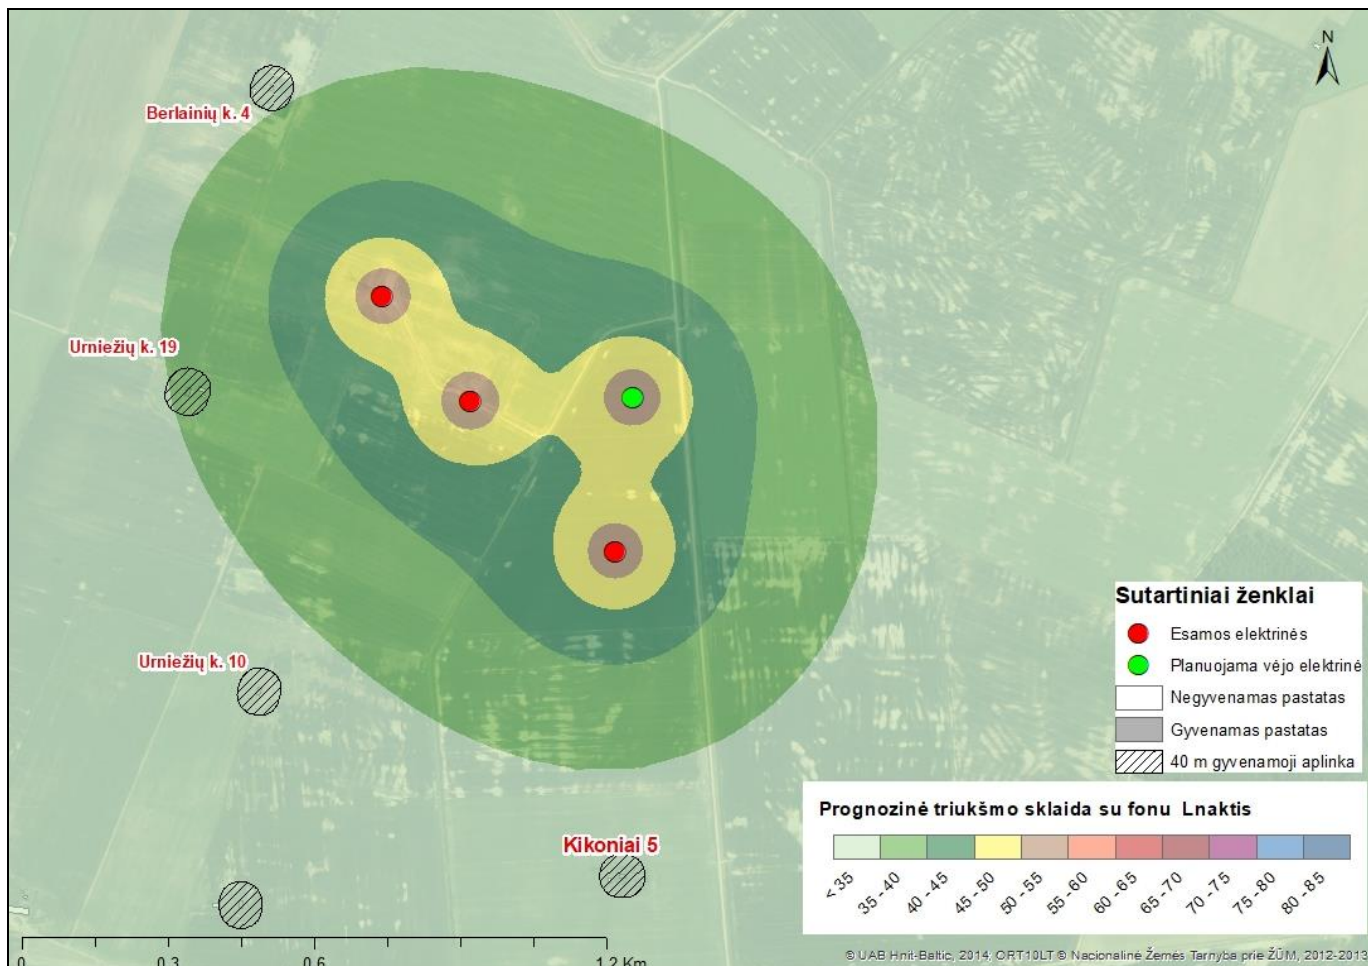 N
Berlainių k. 4
Urniežių k. 19
Urniežių k. 10
Kikoniai 5
Sutartiniai ženklai
Esamos elektrinės
Planuojama vėjo elektrinė
Negyvenamas pastatas
Gyvenamas pastatas
40 m gyvenamoji aplinka
Prognozinė triukšmo sklaida su fonu Lnaktis
< 35
35 - 40
40 - 45
45 - 50
50 - 55
55 - 60
60 - 65
65 - 70
70 - 75
75 - 80
80 - 85
0 0,3 0,6 1,2 Km
© UAB Hnit-Baltic, 2014; ORT10LT © Nacionalinė Žemės Tarnyba prie ŽŪM, 2012-2013